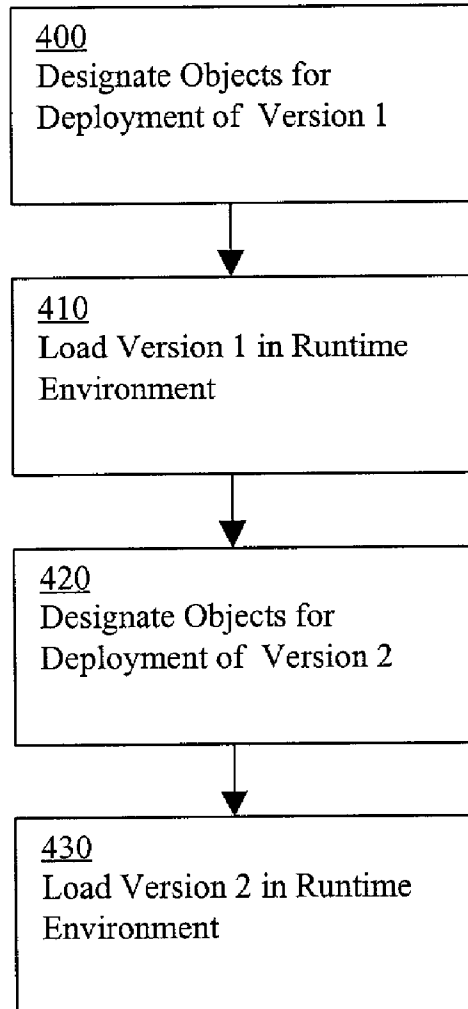 400
Designate Objects for
Deployment of Version 1
410
Load Version 1 in Runtime
Environment
420
Designate Objects for
Deployment of Version 2
430
Load Version 2 in Runtime
Environment